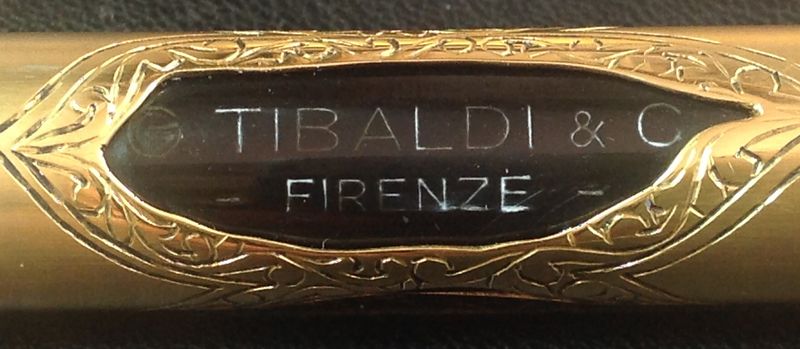 G TIBALDI & C
- FIRENZE -